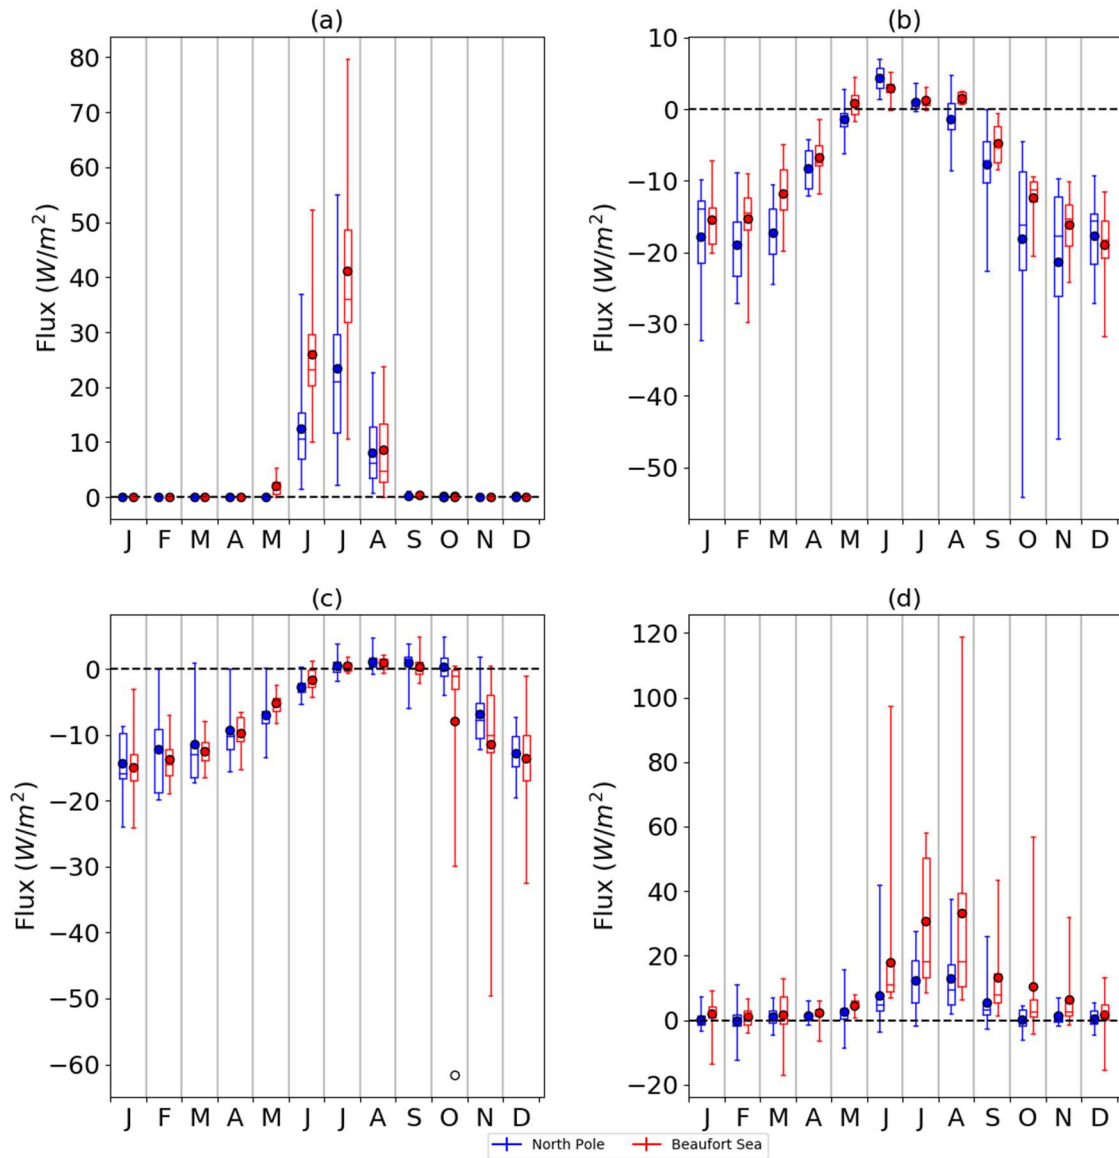 (a)
Flux (W/m²)
80
70
60
50
40
30
20
10
0
J F M A M J J A S O N D
(b)
Flux (W/m²)
10
0
−10
−20
−30
−40
−50
J F M A M J J A S O N D
(c)
Flux (W/m²)
0
−10
−20
−30
−40
−50
−60
J F M A M J J A S O N D
(d)
Flux (W/m²)
120
100
80
60
40
20
0
−20
J F M A M J J A S O N D
North Pole Beaufort Sea